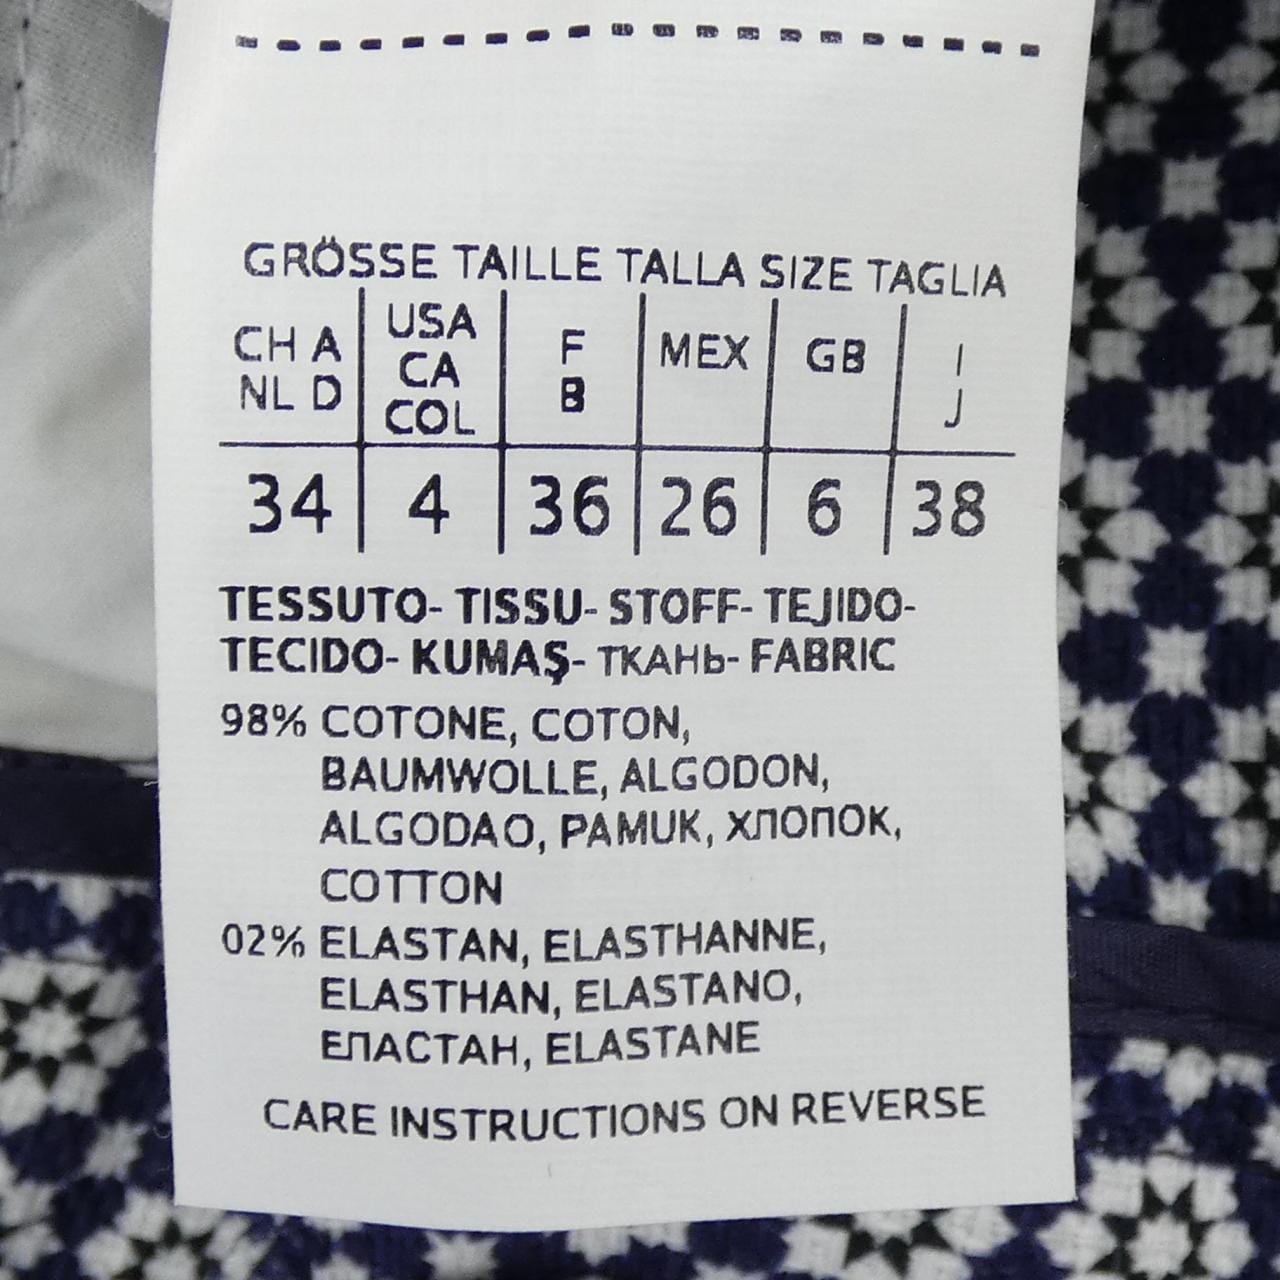 GRÖSSE TAILLE TALLA SIZE TAGLIA
CH A
NL D
USA
CA
COL
F
B
MEX
GB
I
J
34 4 36 26 6 38
TESSUTO- TISSU- STOFF- TEJIDO-
TECIDO- KUMAŞ- ТКАНЬ- FABRIC
98% COTONE, COTON,
BAUMWOLLE, ALGODON,
ALGODAO, PAMUK, ХЛОПОК,
COTTON
02% ELASTAN, ELASTHANNE,
ELASTHAN, ELASTANO,
ЕЛАСТАН, ELASTANE
CARE INSTRUCTIONS ON REVERSE